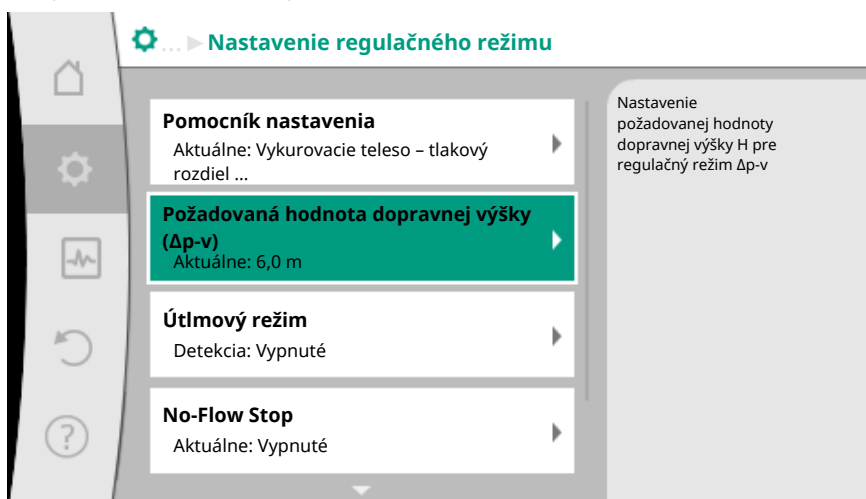 ... Nastavenie regulačného režimu
Pomocník nastavenia
Aktuálne: Vykurovacie teleso – tlakový
rozdiel ...
Požadovaná hodnota dopravnej výšky
(Δp-v)
Aktuálne: 6,0 m
Útlmový režim
Detekcia: Vypnuté
No-Flow Stop
Aktuálne: Vypnuté
Nastavenie
požadovanej hodnoty
dopravnej výšky H pre
regulačný režim Δp-v
?